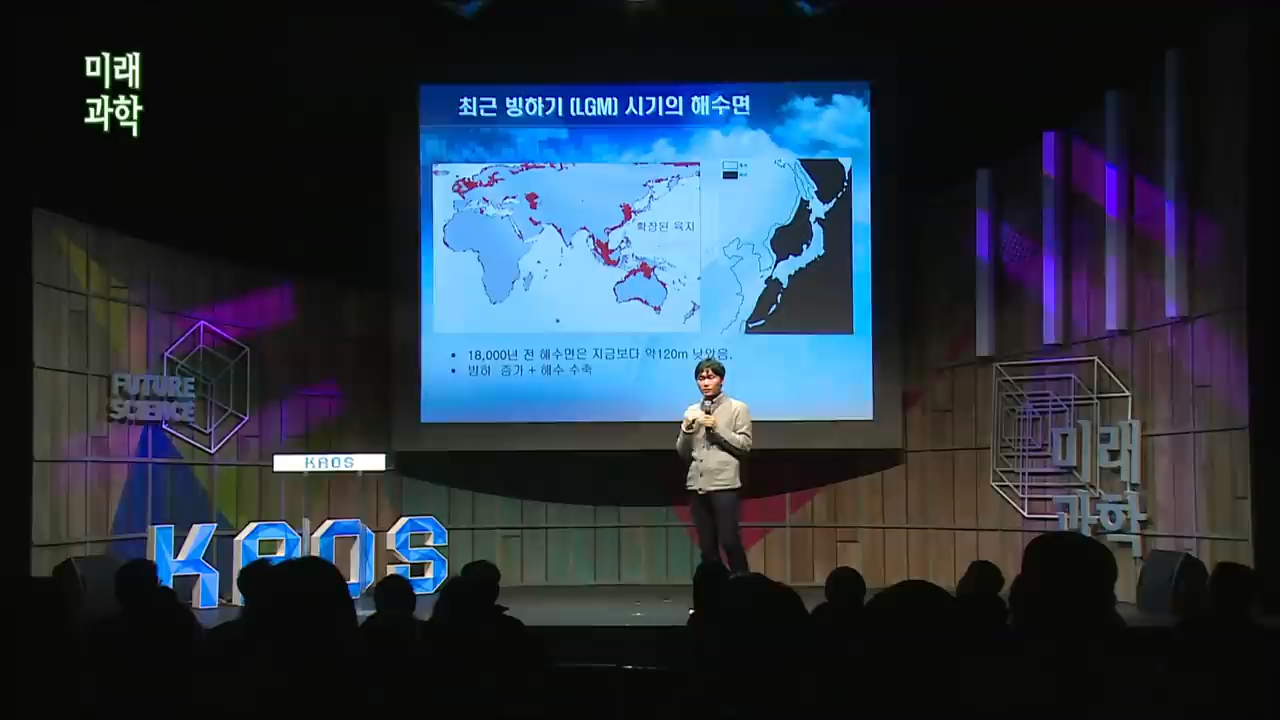 미래
과학
최근 빙하기 (LGM) 시기의 해수면
확장된 육지
• 18,000년 전 해수면은 지금보다 약120m 낮았음.
• 빙하 증가 + 해수 수축
FUTURE
SCIENCE
KAOS
KAOS
미래
과학